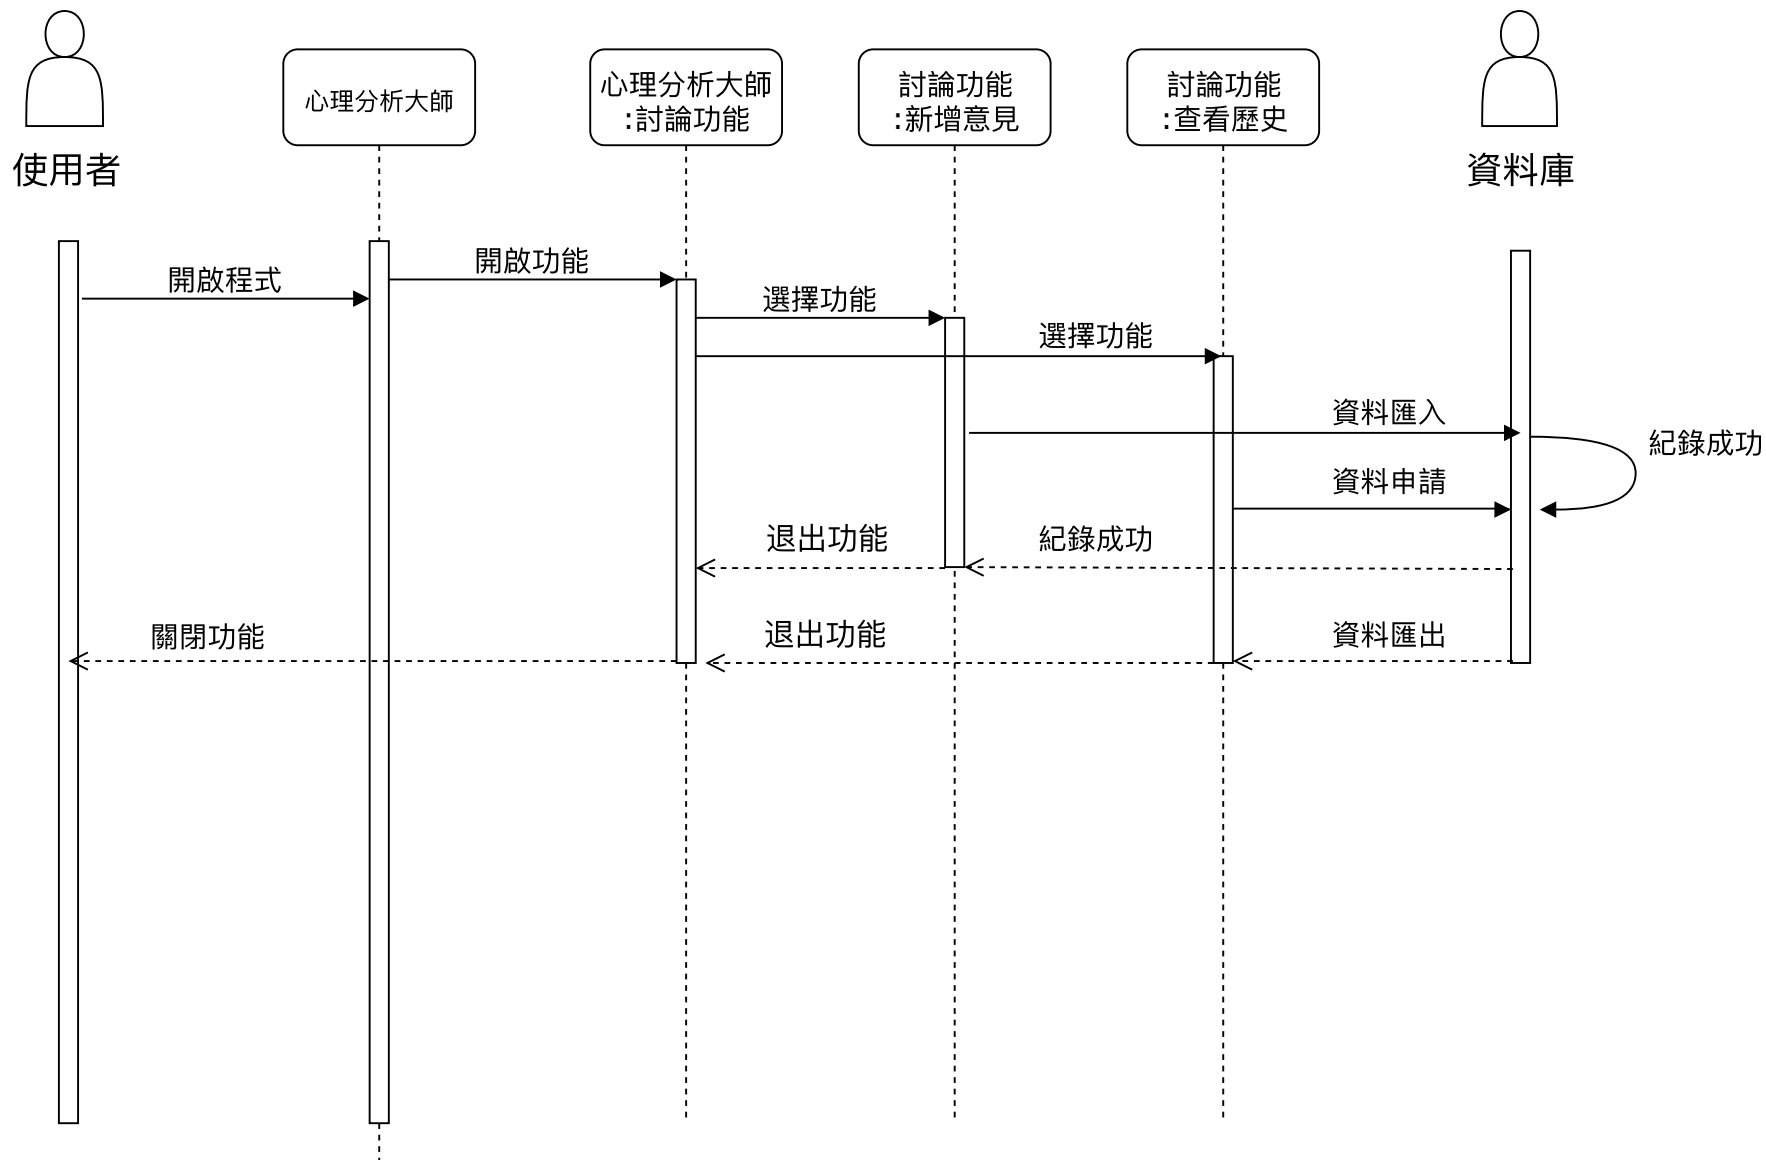 使用者
心理分析大師
心理分析大師
:討論功能
討論功能
:新增意見
討論功能
:查看歷史
資料庫
開啟程式
開啟功能
選擇功能
選擇功能
資料匯入
紀錄成功
資料申請
退出功能
紀錄成功
關閉功能
退出功能
資料匯出